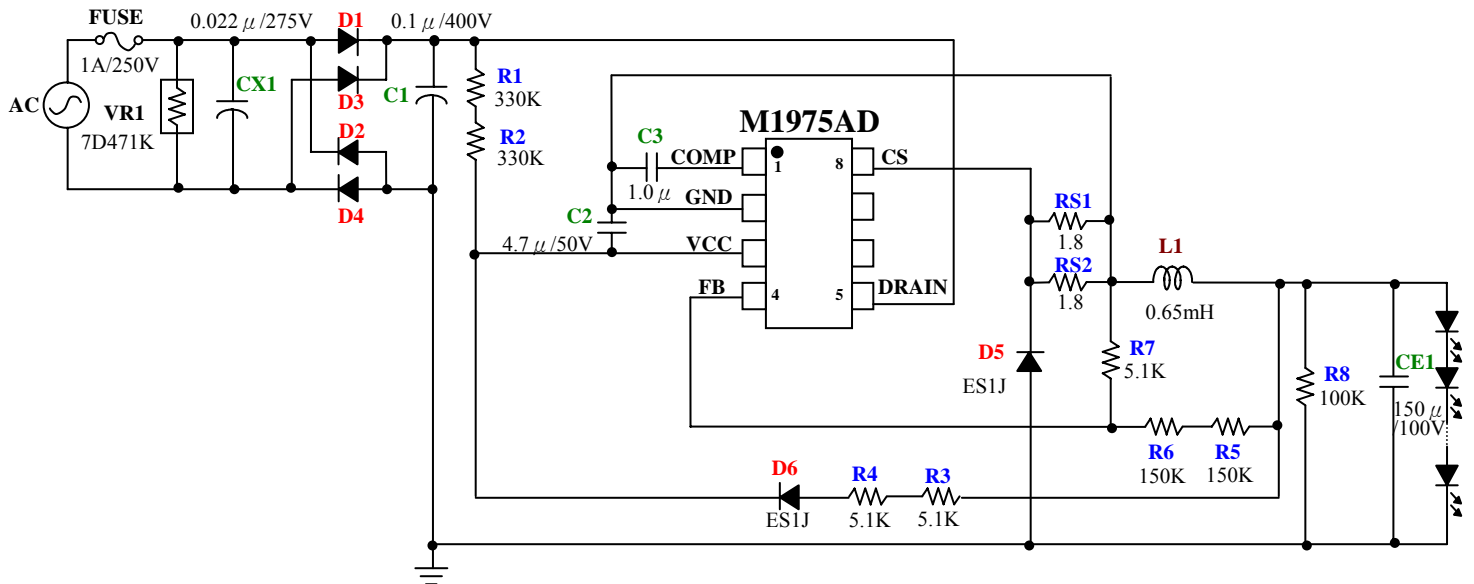 FUSE
0.022μ/275V
D1
0.1μ/400V
1A/250V
D3
CX1
C1
R1
330K
AC
VR1
7D471K
D2
D4
R2
330K
M1975AD
C3
COMP
1
8
CS
1.0μ
GND
C2
4.7μ/50V
VCC
FB
4
5
DRAIN
RS1
1.8
RS2
1.8
L1
0.65mH
D5
ES1J
R7
5.1K
R8
100K
CE1
150μ
/100V
R6
150K
R5
150K
D6
ES1J
R4
5.1K
R3
5.1K